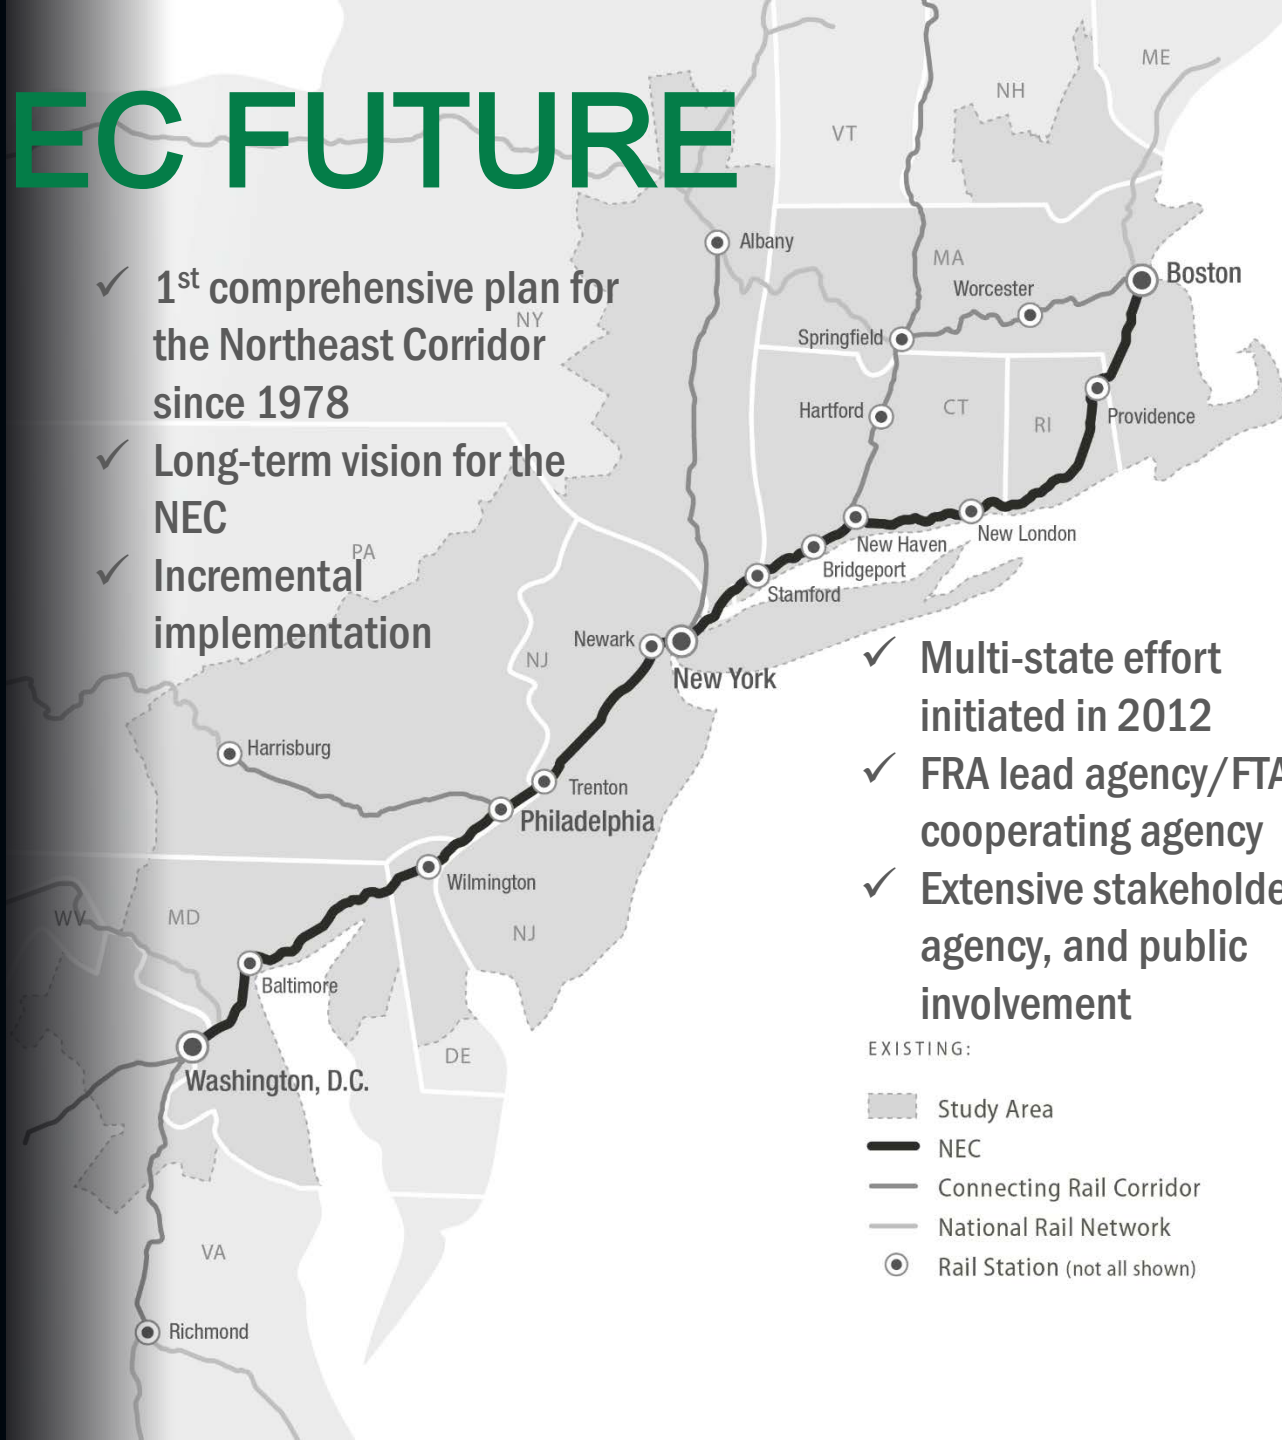 EC FUTURE
1st comprehensive plan for
the Northeast Corridor
since 1978
Long-term vision for the
NEC
Incremental
implementation
Multi-state effort
initiated in 2012
FRA lead agency/FTA
cooperating agency
Extensive stakeholde
agency, and public
involvement
EXISTING:
Study Area
NEC
Connecting Rail Corridor
National Rail Network
Rail Station (not all shown)
ME
NH
VT
Albany
MA
Boston
Worcester
NY
Springfield
Hartford
CT
RI
Providence
New Haven
New London
Bridgeport
Stamford
PA
Newark
NJ
New York
Harrisburg
Trenton
Philadelphia
Wilmington
WV
MD
NJ
Baltimore
DE
Washington, D.C.
VA
Richmond